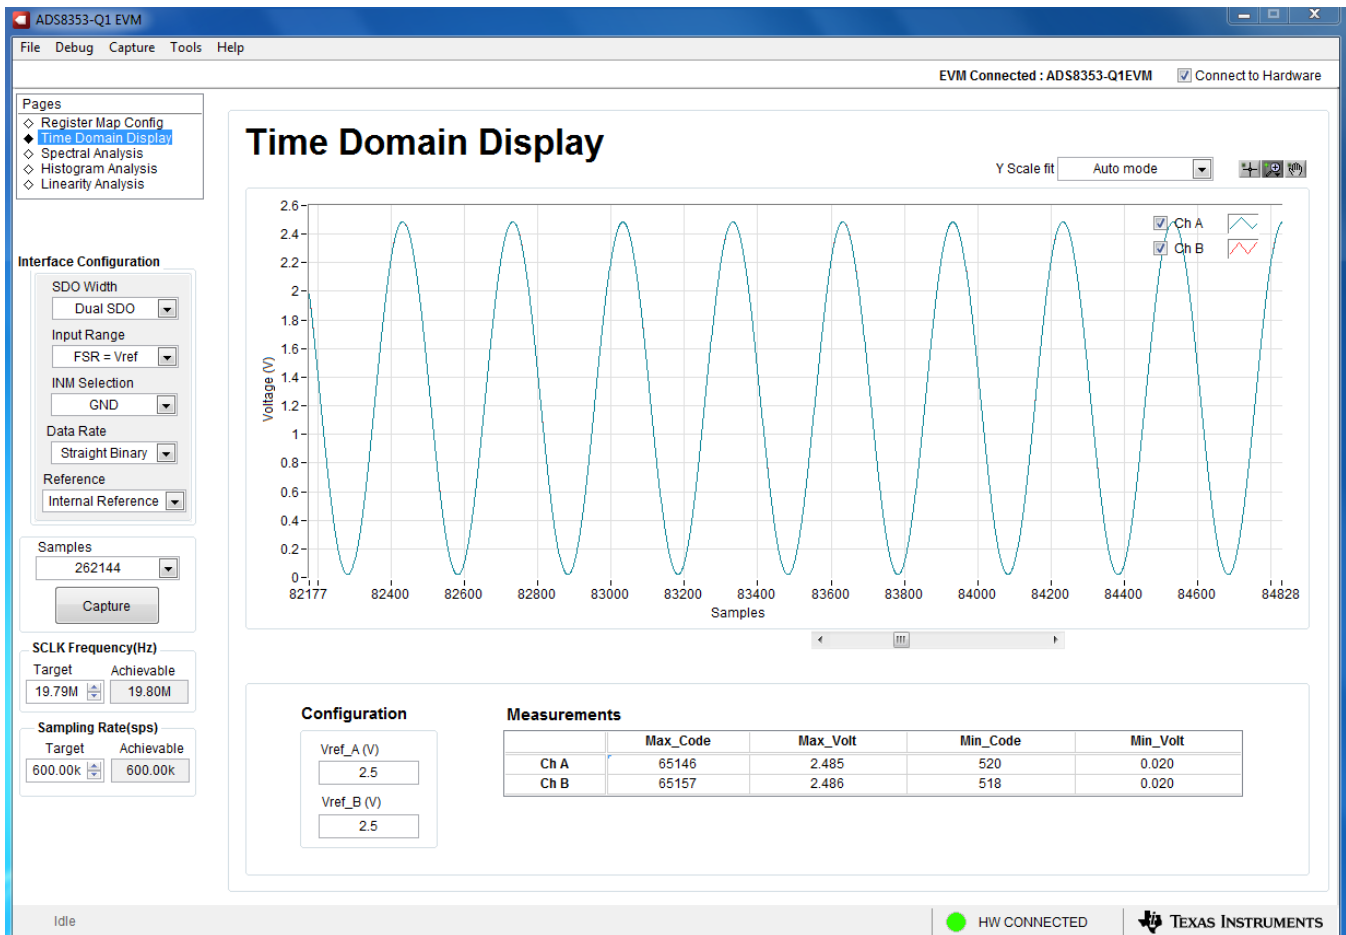 ADS8353-Q1 EVM
File Debug Capture Tools Help
EVM Connected : ADS8353-Q1EVM Connect to Hardware
Pages
Register Map Config
Time Domain Display
Spectral Analysis
Histogram Analysis
Linearity Analysis
Interface Configuration
SDO Width
Dual SDO
Input Range
FSR = Vref
INM Selection
GND
Data Rate
Straight Binary
Reference
Internal Reference
Samples
262144
Capture
SCLK Frequency(Hz)
Target Achievable
19.79M 19.80M
Sampling Rate(sps)
Target Achievable
600.00k 600.00k
Time Domain Display
Y Scale fit Auto mode
Ch A
Ch B
Voltage (V)
2.6
2.4
2.2
2
1.8
1.6
1.4
1.2
1
0.8
0.6
0.4
0.2
0
82177 82400 82600 82800 83000 83200 83400 83600 83800 84000 84200 84400 84600 84828
Samples
Configuration
Vref_A (V)
2.5
Vref_B (V)
2.5
Measurements
Max_Code Max_Volt Min_Code Min_Volt
Ch A 65146 2.485 520 0.020
Ch B 65157 2.486 518 0.020
Idle HW CONNECTED TEXAS INSTRUMENTS